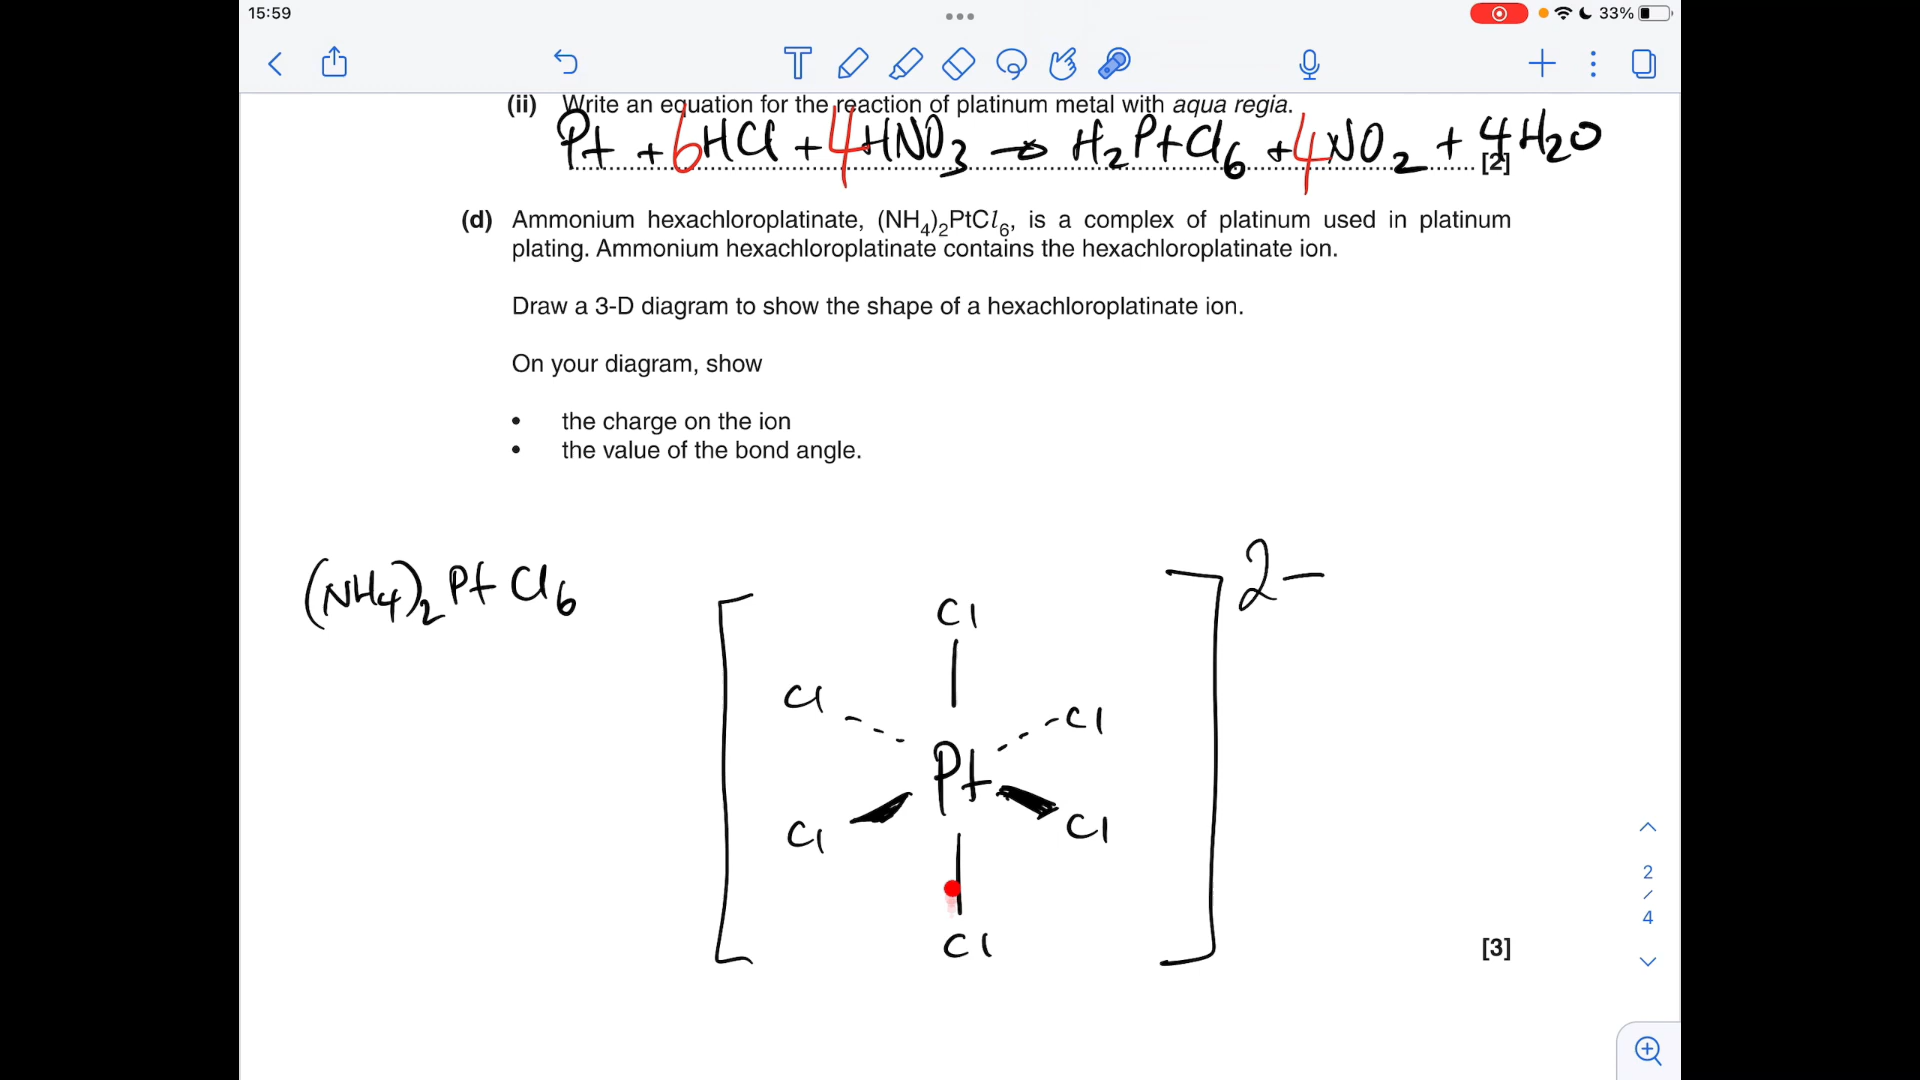 15:59
33%
(ii) Write an equation for the reaction of platinum metal with aqua regia.
Pt + 6HCl + 4HNO3 → H2PtCl6 + 4NO2 + 4H2O
[2]
(d) Ammonium hexachloroplatinate, (NH4)2PtCl6, is a complex of platinum used in platinum
plating. Ammonium hexachloroplatinate contains the hexachloroplatinate ion.
Draw a 3-D diagram to show the shape of a hexachloroplatinate ion.
On your diagram, show
• the charge on the ion
• the value of the bond angle.
(NH4)2PtCl6
2-
Cl
Cl
Cl
Pt
Cl
Cl
Cl
[3]
2
/
4